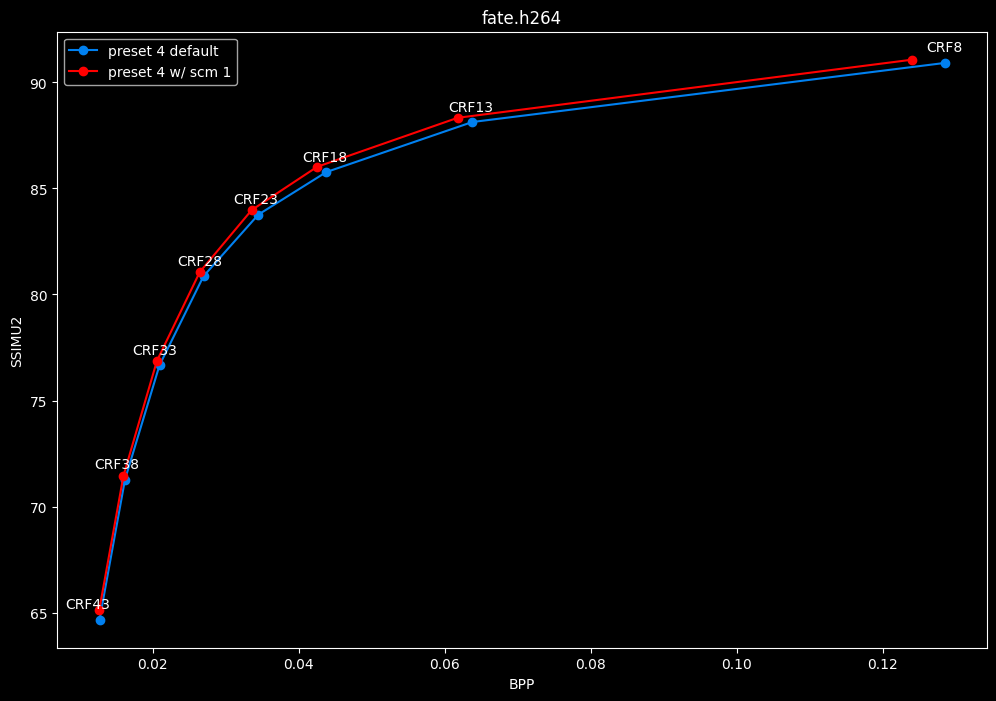 fate.h264
preset 4 default
preset 4 w/ scm 1
CRF8
CRF13
CRF18
CRF23
CRF28
CRF33
CRF38
CRF43
90
85
80
75
70
65
SSIMU2
0.02
0.04
0.06
0.08
0.10
0.12
BPP